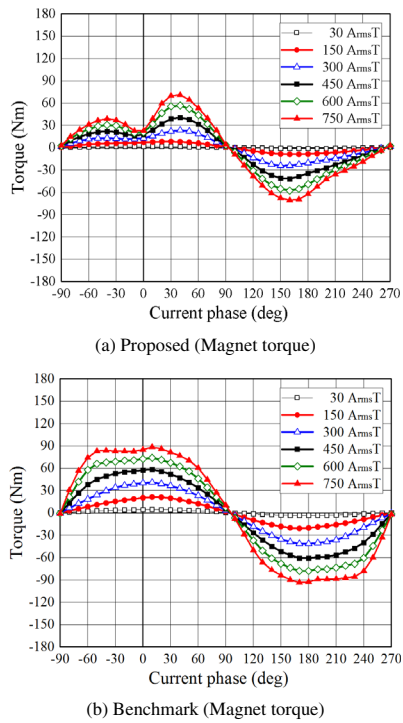 180
150
120
90
60
30
0
-30
-60
-90
-120
-150
-180
Torque (Nm)
30 ArmsT
150 ArmsT
300 ArmsT
450 ArmsT
600 ArmsT
750 ArmsT
-90 -60 -30 0 30 60 90 120 150 180 210 240 270
Current phase (deg)
(a) Proposed (Magnet torque)
180
150
120
90
60
30
0
-30
-60
-90
-120
-150
-180
Torque (Nm)
30 ArmsT
150 ArmsT
300 ArmsT
450 ArmsT
600 ArmsT
750 ArmsT
-90 -60 -30 0 30 60 90 120 150 180 210 240 270
Current phase (deg)
(b) Benchmark (Magnet torque)